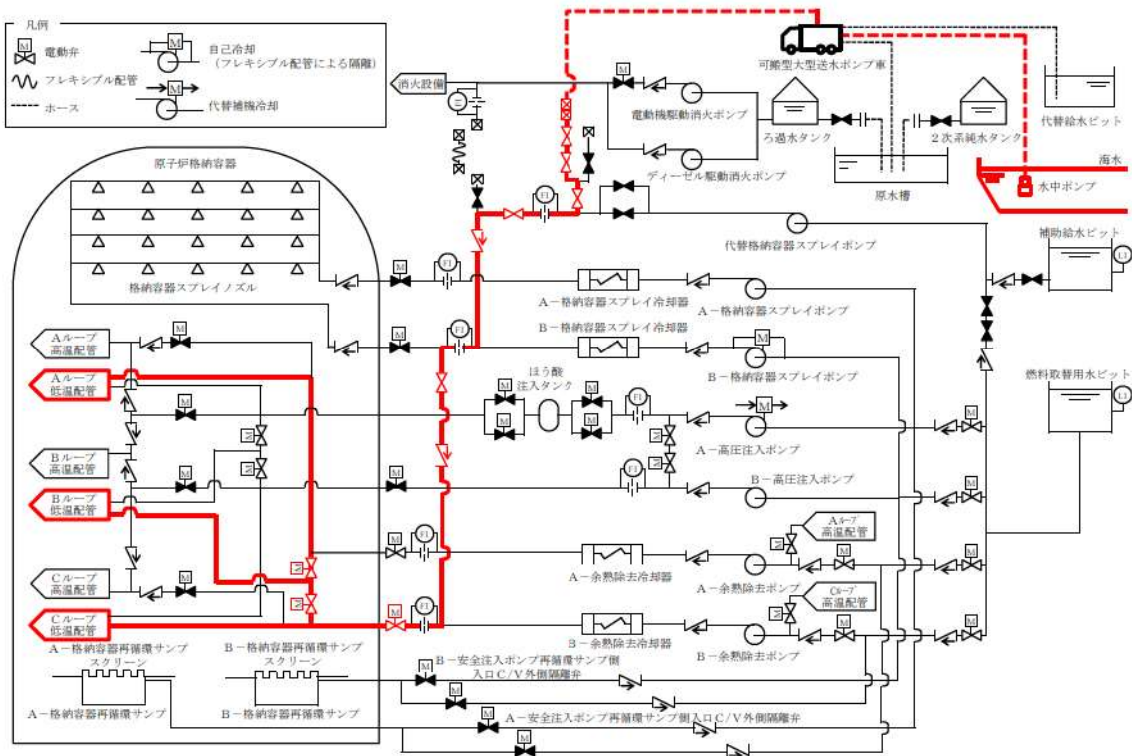 凡例
M
電動弁
フレキシブル配管
ホース
M
自己冷却
(フレキシブル配管による隔離)
M
代替補機冷却
可搬型大型送水ポンプ車
代替給水ピット
消火設備
M
電動機駆動消火ポンプ
ろ過水タンク
2次系純水タンク
ディーゼル駆動消火ポンプ
原水槽
海水
水中ポンプ
FI
代替格納容器スプレイポンプ
補助給水ピット
LI
原子炉格納容器
格納容器スプレイノズル
M
FI
A-格納容器スプレイ冷却器
A-格納容器スプレイポンプ
B-格納容器スプレイ冷却器
M
FI
M
B-格納容器スプレイポンプ
燃料取替用水ピット
LI
Aループ
高温配管
M
Aループ
低温配管
ほう酸
注入タンク
M
M
M
M
FI
M
A-高圧注入ポンプ
M
M
M
M
M
M
Bループ
高温配管
M
M
FI
B-高圧注入ポンプ
M
Bループ
低温配管
M
FI
A-余熱除去冷却器
A-余熱除去ポンプ
Aループ
高温配管
M
M
M
M
Cループ
高温配管
M
M
Cループ
低温配管
M
FI
B-余熱除去冷却器
B-余熱除去ポンプ
Cループ
高温配管
M
M
M
A-格納容器再循環サンプ
スクリーン
B-格納容器再循環サンプ
スクリーン
B-安全注入ポンプ再循環サンプ側
入口C/V外側隔離弁
M
M
A-格納容器再循環サンプ
B-格納容器再循環サンプ
A-安全注入ポンプ再循環サンプ側入口C/V外側隔離弁
M
M